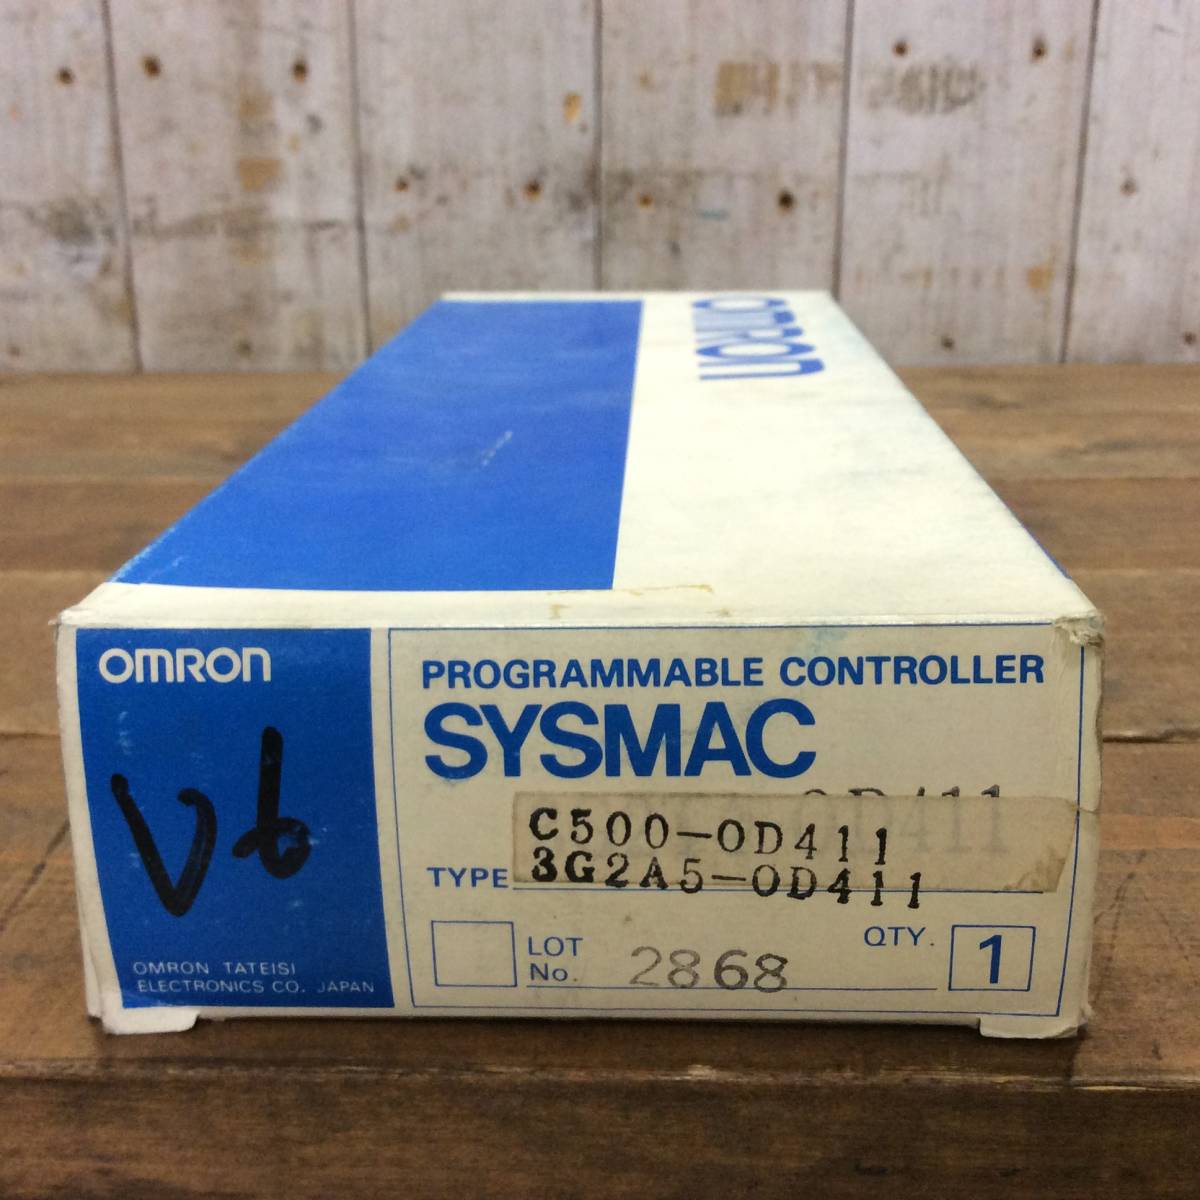 OMRON
OMRON
V6
OMRON TATEISI
ELECTRONICS CO. JAPAN
PROGRAMMABLE CONTROLLER
SYSMAC
OD411
C500-OD411
TYPE 3G2A5-OD411
LOT No. 2868
QTY. 1